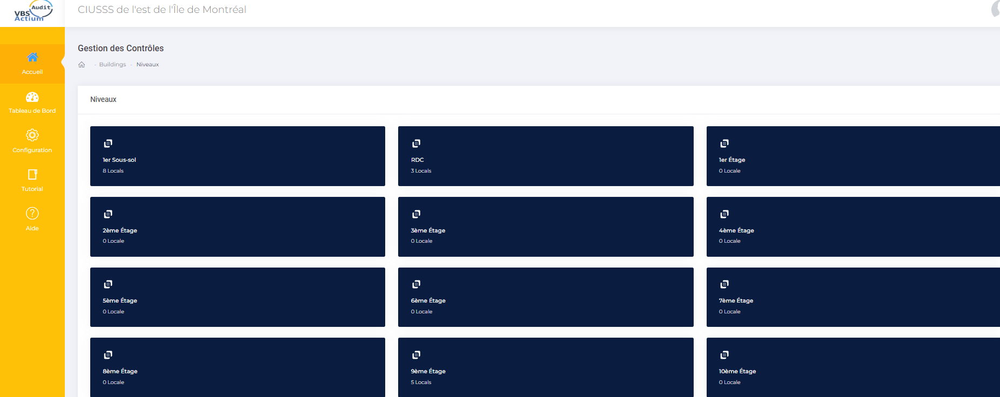 Audit
VBS
Actium
CIUSSS de l'est de l'Île de Montréal
Gestion des Contrôles
- Buildings - Niveaux
Accueil
Tableau de Bord
Configuration
Tutorial
Aide
Niveaux
1er Sous-sol
8 Locals
RDC
3 Locals
1er Étage
0 Locale
2ème Étage
0 Locale
3ème Étage
0 Locale
4ème Étage
0 Locale
5ème Étage
0 Locale
6ème Étage
0 Locale
7ème Étage
0 Locale
8ème Étage
0 Locale
9ème Étage
5 Locals
10ème Étage
0 Locale